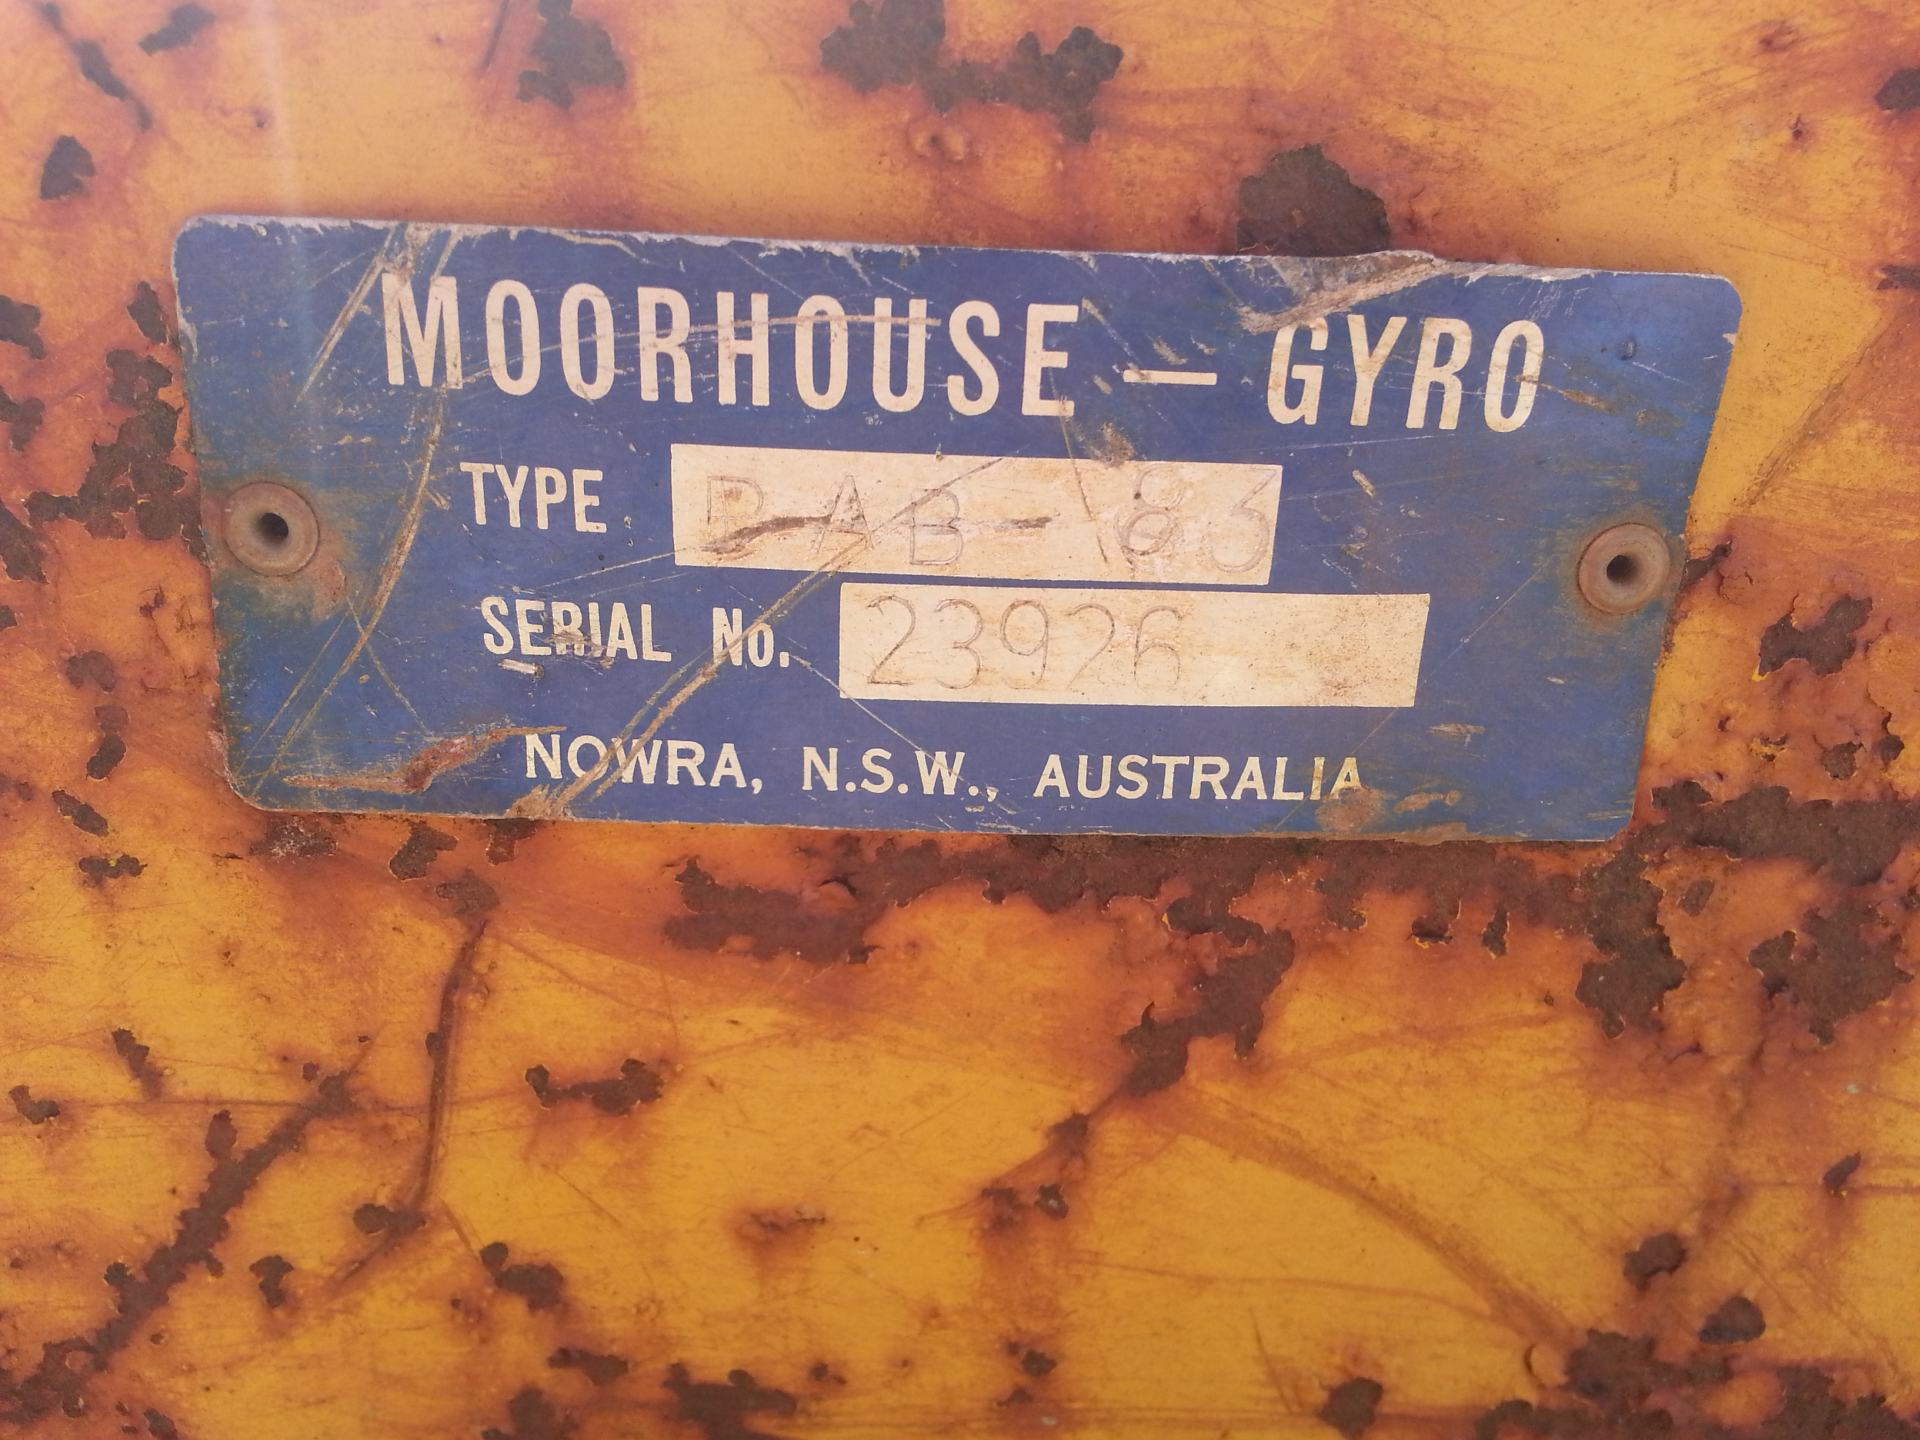 MOORHOUSE — GYRO
TYPE
SERIAL No. 23926
NOWRA, N.S.W., AUSTRALIA